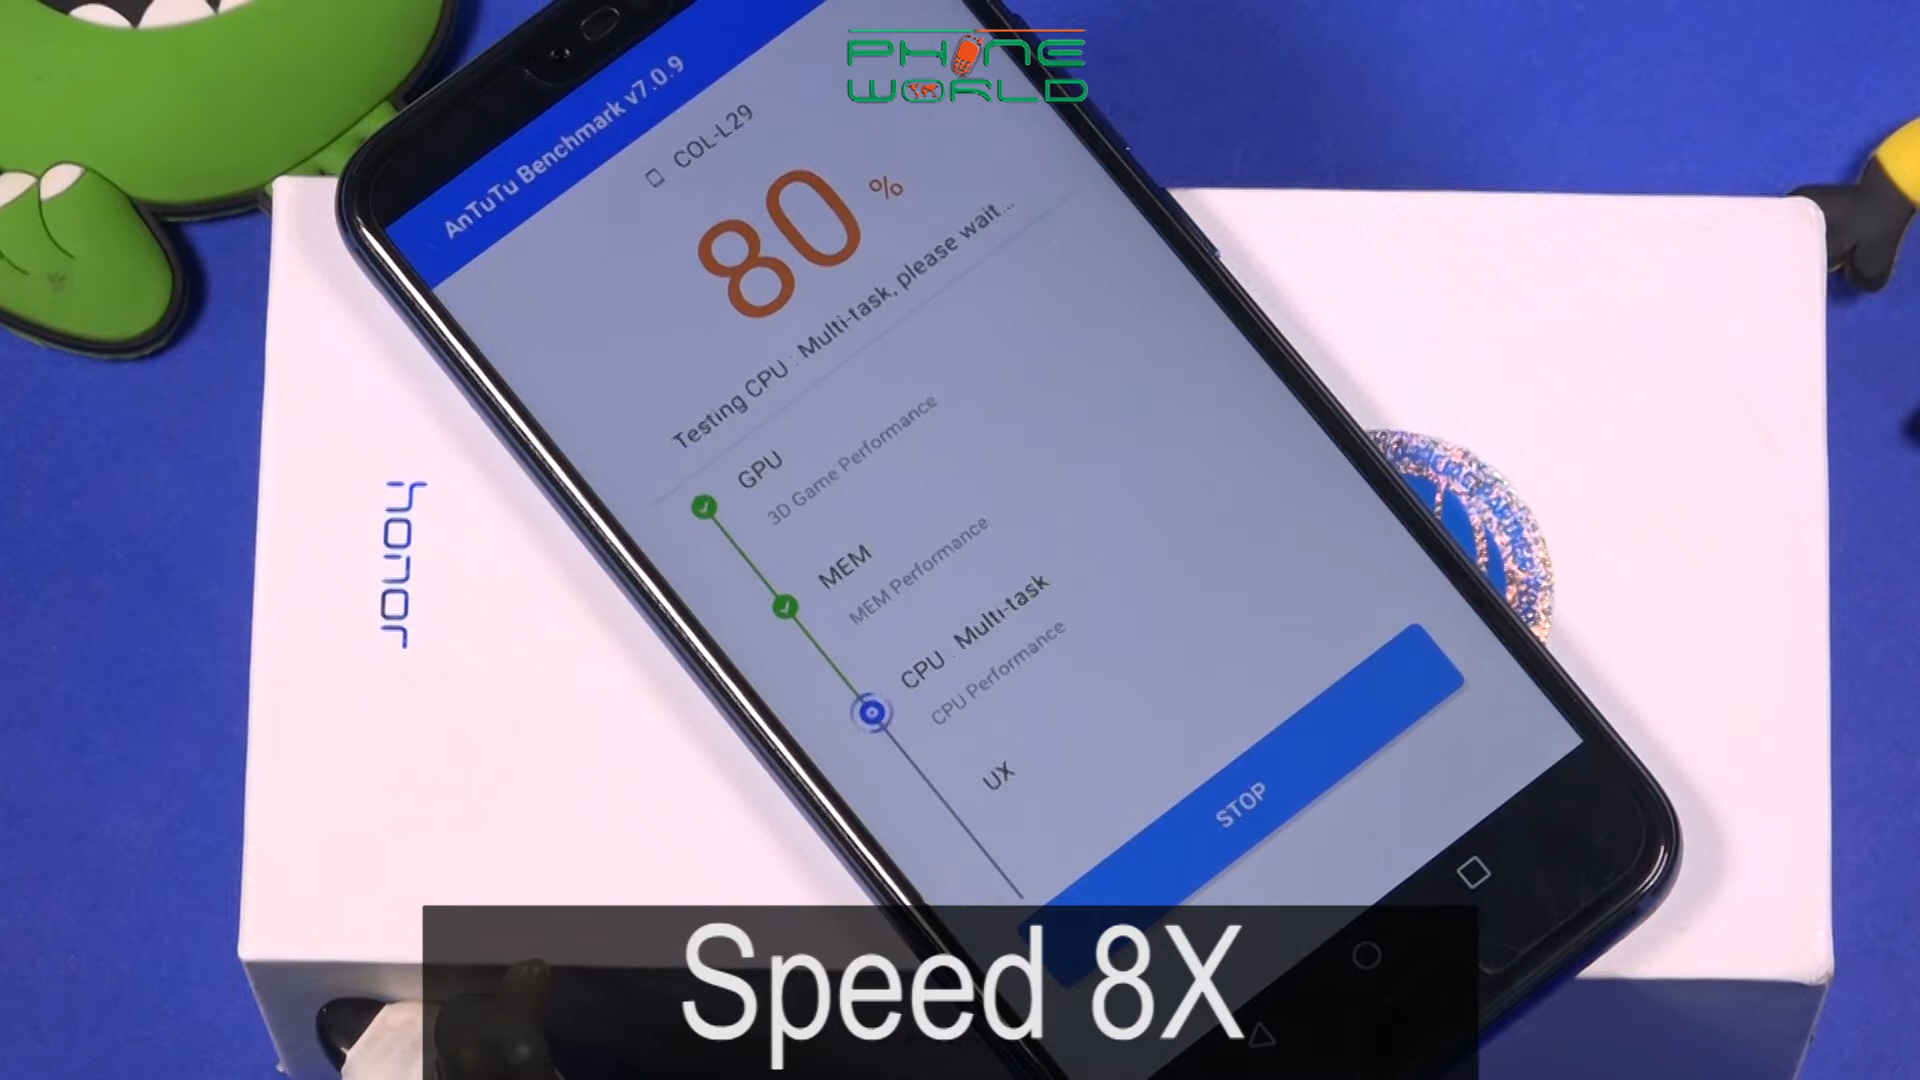 PHONE
WORLD
AnTuTu Benchmark v7.0.9
COL-L29
80 %
Testing CPU : Multi-task, please wait...
GPU
3D Game Performance
MEM
MEM Performance
CPU : Multi-task
CPU Performance
UX
STOP
honor
Speed 8X